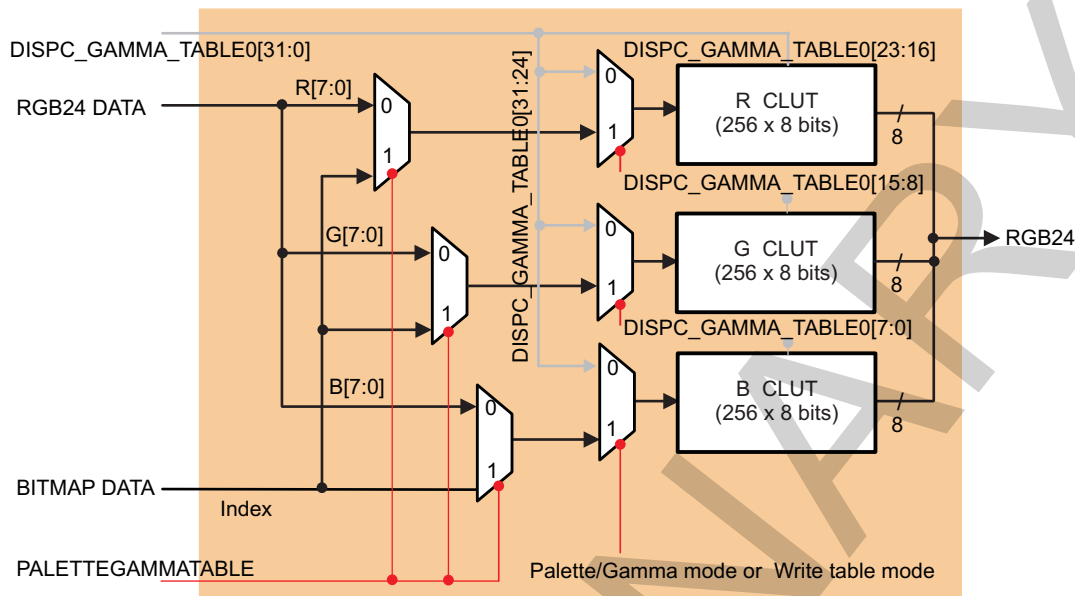 DISPC_GAMMA_TABLE0[31:0]
DISPC_GAMMA_TABLE0[23:16]
R[7:0]
0
0
RGB24 DATA
R CLUT
(256 x 8 bits)
8
1
1
DISPC_GAMMA_TABLE0[31:24]
DISPC_GAMMA_TABLE0[15:8]
G[7:0]
0
0
G CLUT
(256 x 8 bits)
8
RGB24
1
1
DISPC_GAMMA_TABLE0[7:0]
B[7:0]
0
0
B CLUT
(256 x 8 bits)
8
1
1
BITMAP DATA
Index
PALETTEGAMMATABLE
Palette/Gamma mode or Write table mode
NARY